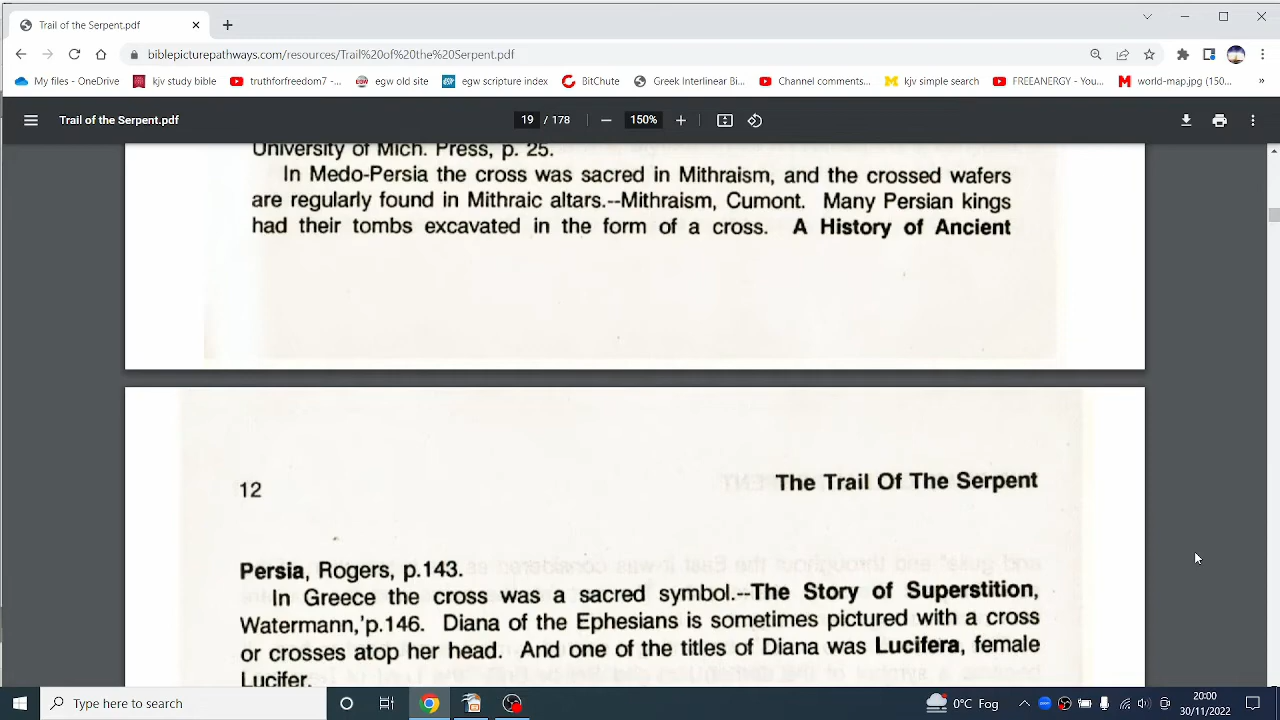 Trail of the Serpent.pdf
biblepicturepathways.com/resources/Trail%20of%20the%20Serpent.pdf
My files - OneDrive kjv study bible truthforfreedom7 -... egw old site egw scripture index BitChute Greek Interlinear Bi... Channel comments... kjv simple search FREEANERGY - You... world-map.jpg (150...
Trail of the Serpent.pdf 19 / 178 150%
University of Mich. Press, p. 25.
In Medo-Persia the cross was sacred in Mithraism, and the crossed wafers
are regularly found in Mithraic altars.--Mithraism, Cumont. Many Persian kings
had their tombs excavated in the form of a cross. A History of Ancient
12 The Trail Of The Serpent
Persia, Rogers, p.143.
In Greece the cross was a sacred symbol.--The Story of Superstition,
Watermann,'p.146. Diana of the Ephesians is sometimes pictured with a cross
or crosses atop her head. And one of the titles of Diana was Lucifera, female
Lucifer.
Type here to search 0°C Fog 20:00
30/11/2022